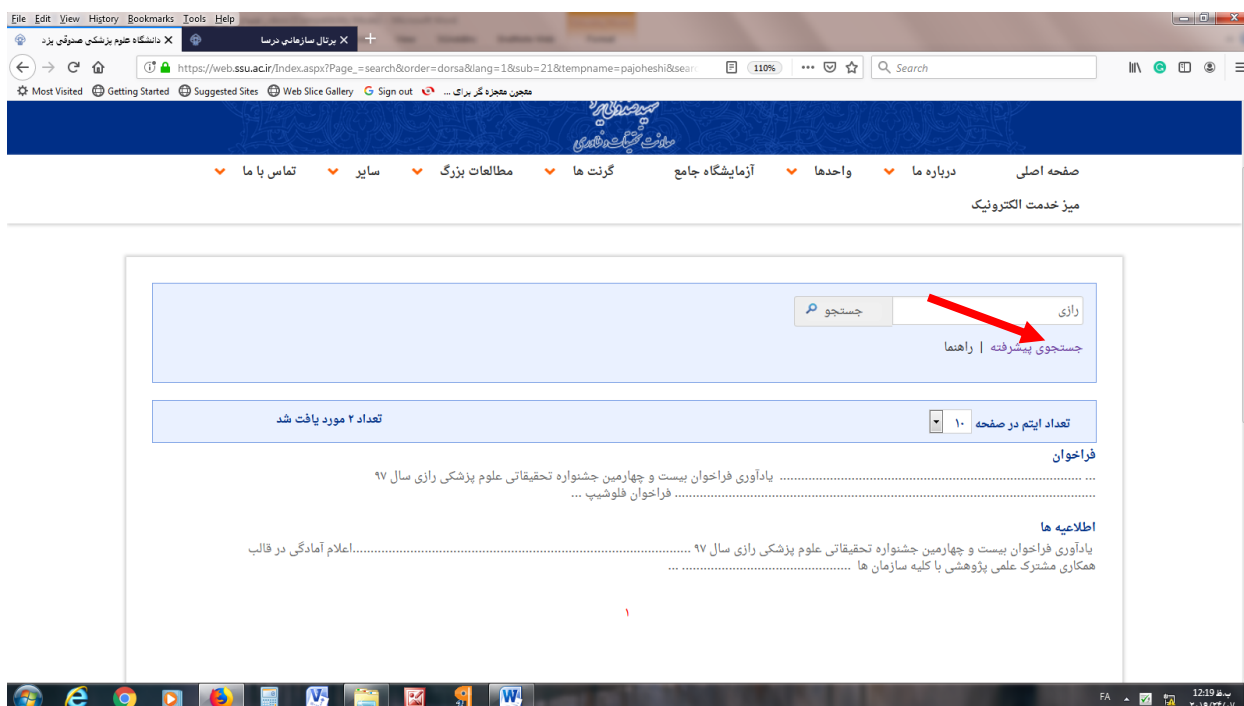 File Edit View History Bookmarks Tools Help
دانشگاه علوم پزشکی صدوقی یزد
پرتال سازمانی درسا
https://web.ssu.ac.ir/Index.aspx?Page_=search&order=dorsa&lang=1&sub=21&tempname=pajoheshi&sear
110%
Search
Most Visited Getting Started Suggested Sites Web Slice Gallery Sign out معجون معجزه گر برای ...
معاونت تحقیقات و فناوری
صفحه اصلی درباره ما واحدها آزمایشگاه جامع گرنت ها مطالعات بزرگ سایر تماس با ما
میز خدمت الکترونیک
رازی جستجو
جستجوی پیشرفته | راهنما
تعداد ایتم در صفحه ۱۰ تعداد ۲ مورد یافت شد
فراخوان
... .................................................................................... یادآوری فراخوان بیست و چهارمین جشنواره تحقیقاتی علوم پزشکی رازی سال ۹۷
..................................................................................................................... فراخوان فلوشیپ ...
اطلاعیه ها
یادآوری فراخوان بیست و چهارمین جشنواره تحقیقاتی علوم پزشکی رازی سال ۹۷ ..............................................................................................اعلام آمادگی در قالب
همکاری مشترک علمی پژوهشی با کلیه سازمان ها ............................................... ...
۱
FA
12:19 ب.ظ